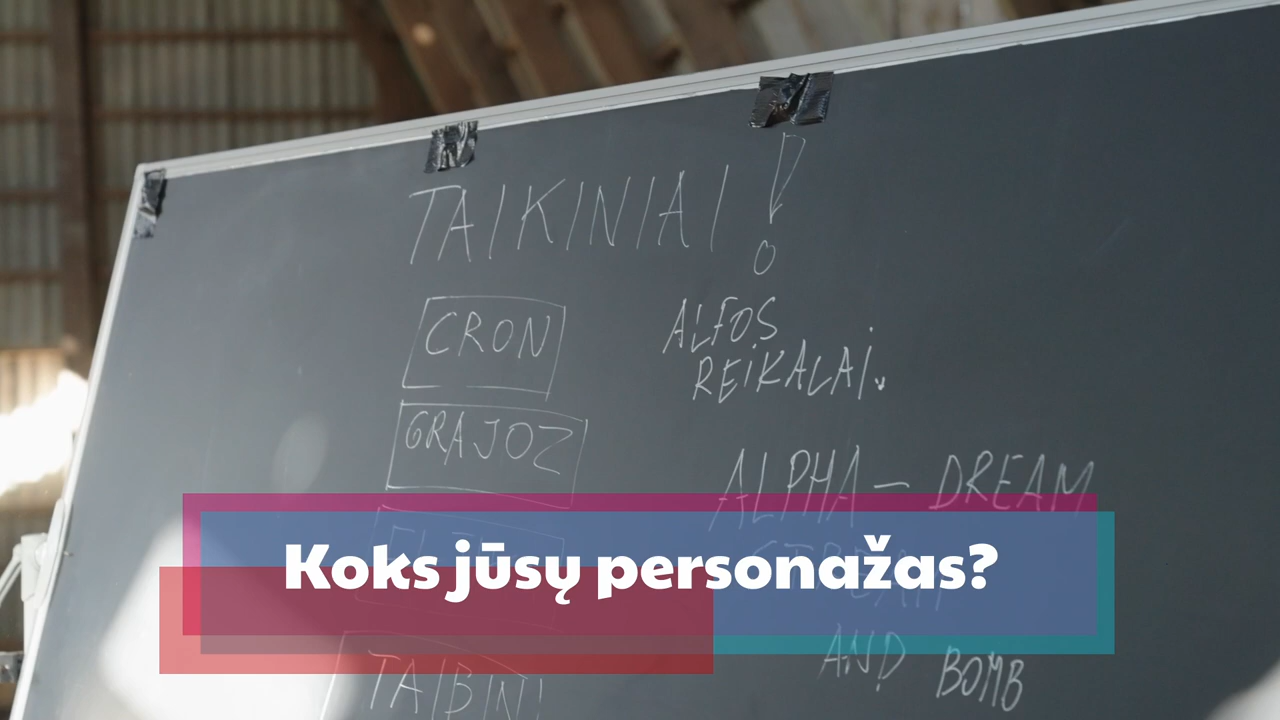 TAIKINIAI!
CRON
ALFOS
REIKALAI.
GRAJOZ
ALPHA – DREAM
Koks jūsų personažas?
AND BOMB